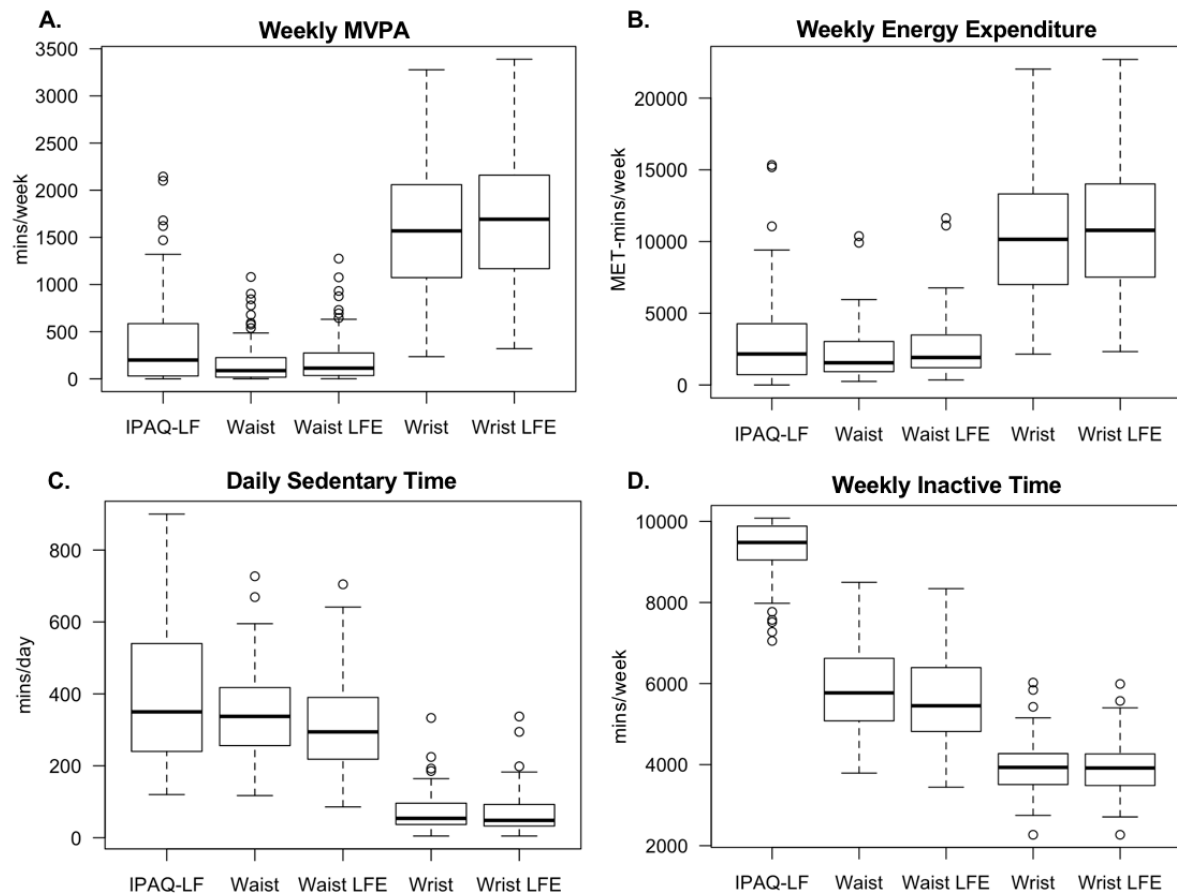 A.
Weekly MVPA
mins/week
3500
3000
2500
2000
1500
1000
500
0
IPAQ-LF Waist Waist LFE Wrist Wrist LFE
B.
Weekly Energy Expenditure
MET-mins/week
20000
15000
10000
5000
0
IPAQ-LF Waist Waist LFE Wrist Wrist LFE
C.
Daily Sedentary Time
mins/day
800
600
400
200
0
IPAQ-LF Waist Waist LFE Wrist Wrist LFE
D.
Weekly Inactive Time
mins/week
10000
8000
6000
4000
2000
IPAQ-LF Waist Waist LFE Wrist Wrist LFE